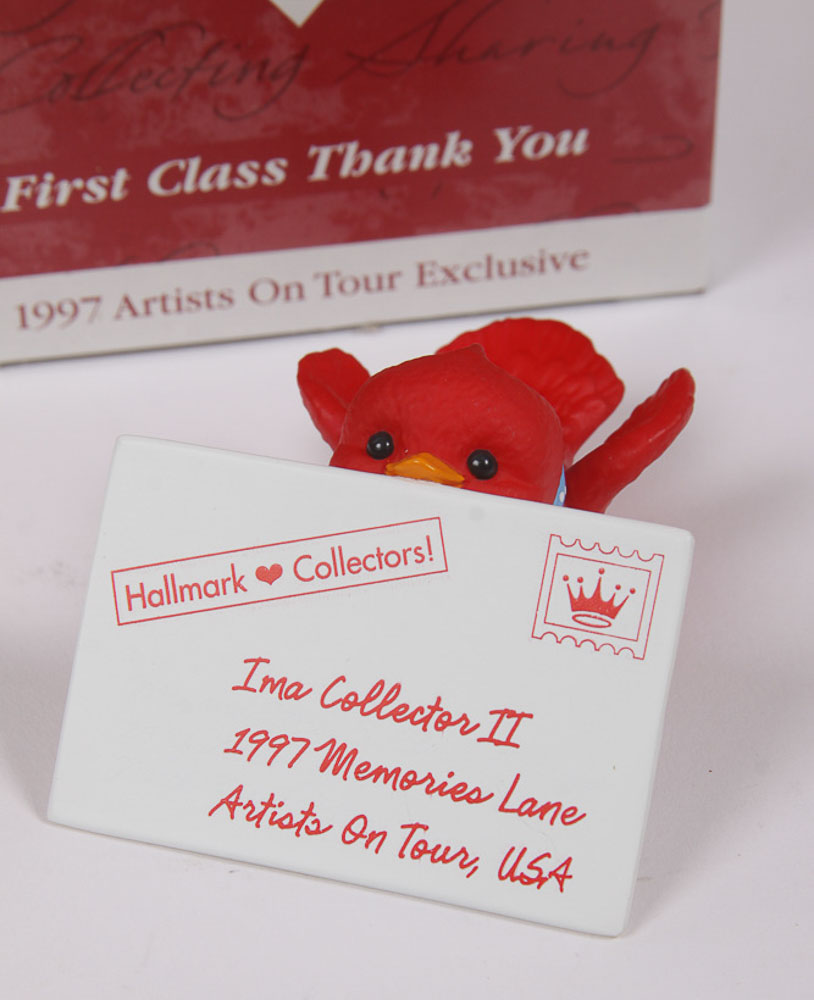 Collecting Sharing
First Class Thank You
1997 Artists On Tour Exclusive
Hallmark ❤ Collectors!
Ima Collector II
1997 Memories Lane
Artists On Tour, USA